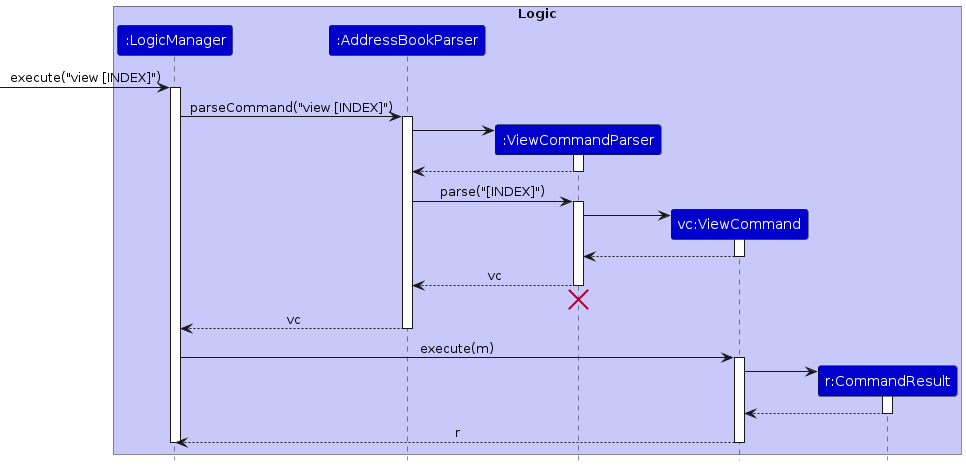 Logic
:LogicManager
:AddressBookParser
execute("view [INDEX]")
parseCommand("view [INDEX]")
:ViewCommandParser
parse("[INDEX]")
vc:ViewCommand
vc
vc
execute(m)
r:CommandResult
r